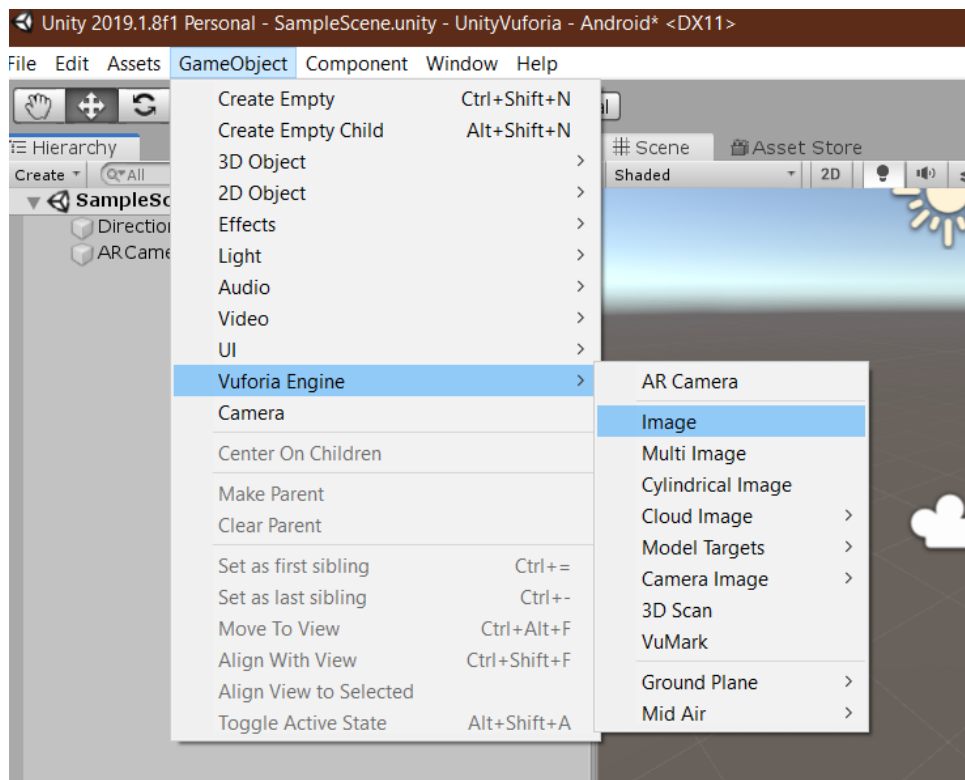 Unity 2019.1.8f1 Personal - SampleScene.unity - UnityVuforia - Android* <DX11>
File Edit Assets GameObject Component Window Help
Hierarchy
Create All
SampleSc
Direction
ARCame
Create Empty Ctrl+Shift+N
Create Empty Child Alt+Shift+N
3D Object
2D Object
Effects
Light
Audio
Video
UI
Vuforia Engine
Camera
Center On Children
Make Parent
Clear Parent
Set as first sibling Ctrl+=
Set as last sibling Ctrl+-
Move To View Ctrl+Alt+F
Align With View Ctrl+Shift+F
Align View to Selected
Toggle Active State Alt+Shift+A
AR Camera
Image
Multi Image
Cylindrical Image
Cloud Image
Model Targets
Camera Image
3D Scan
VuMark
Ground Plane
Mid Air
Scene Asset Store
Shaded 2D